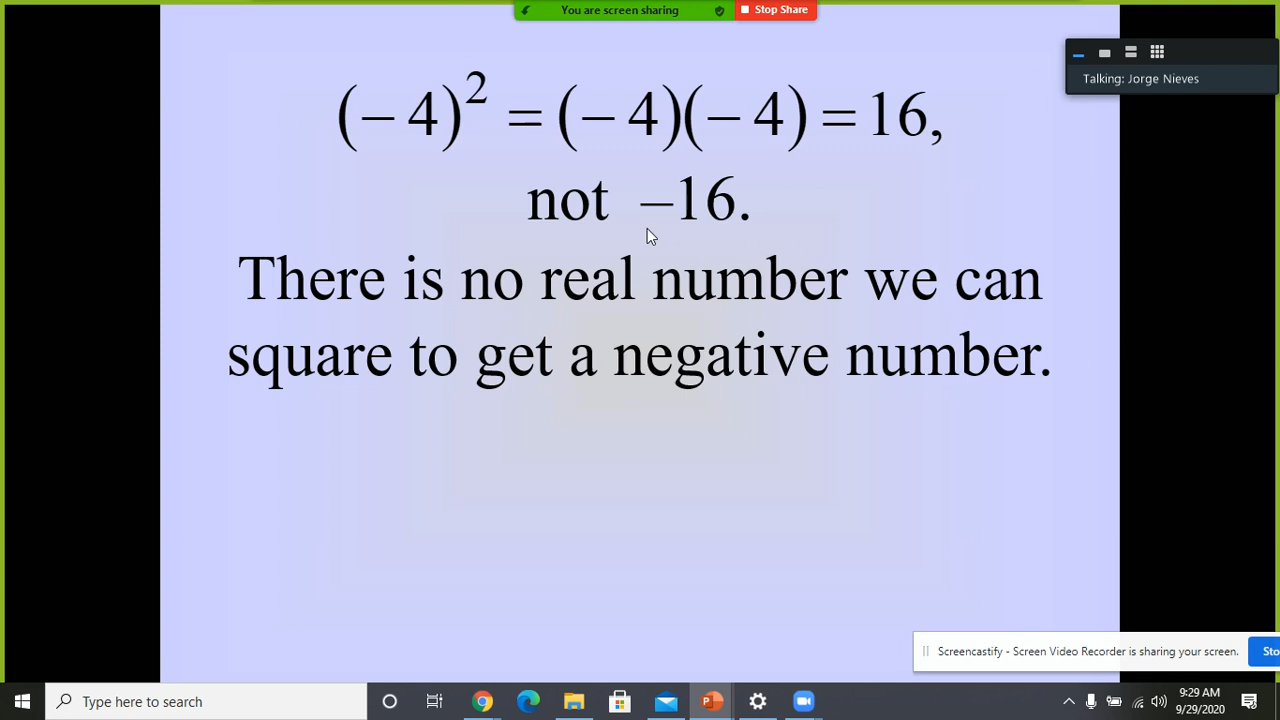 You are screen sharing
Stop Share
Talking: Jorge Nieves
(– 4)² = (– 4)(– 4) = 16,
not –16.
There is no real number we can
square to get a negative number.
Screencastify - Screen Video Recorder is sharing your screen.
Sto
Type here to search
9:29 AM
9/29/2020